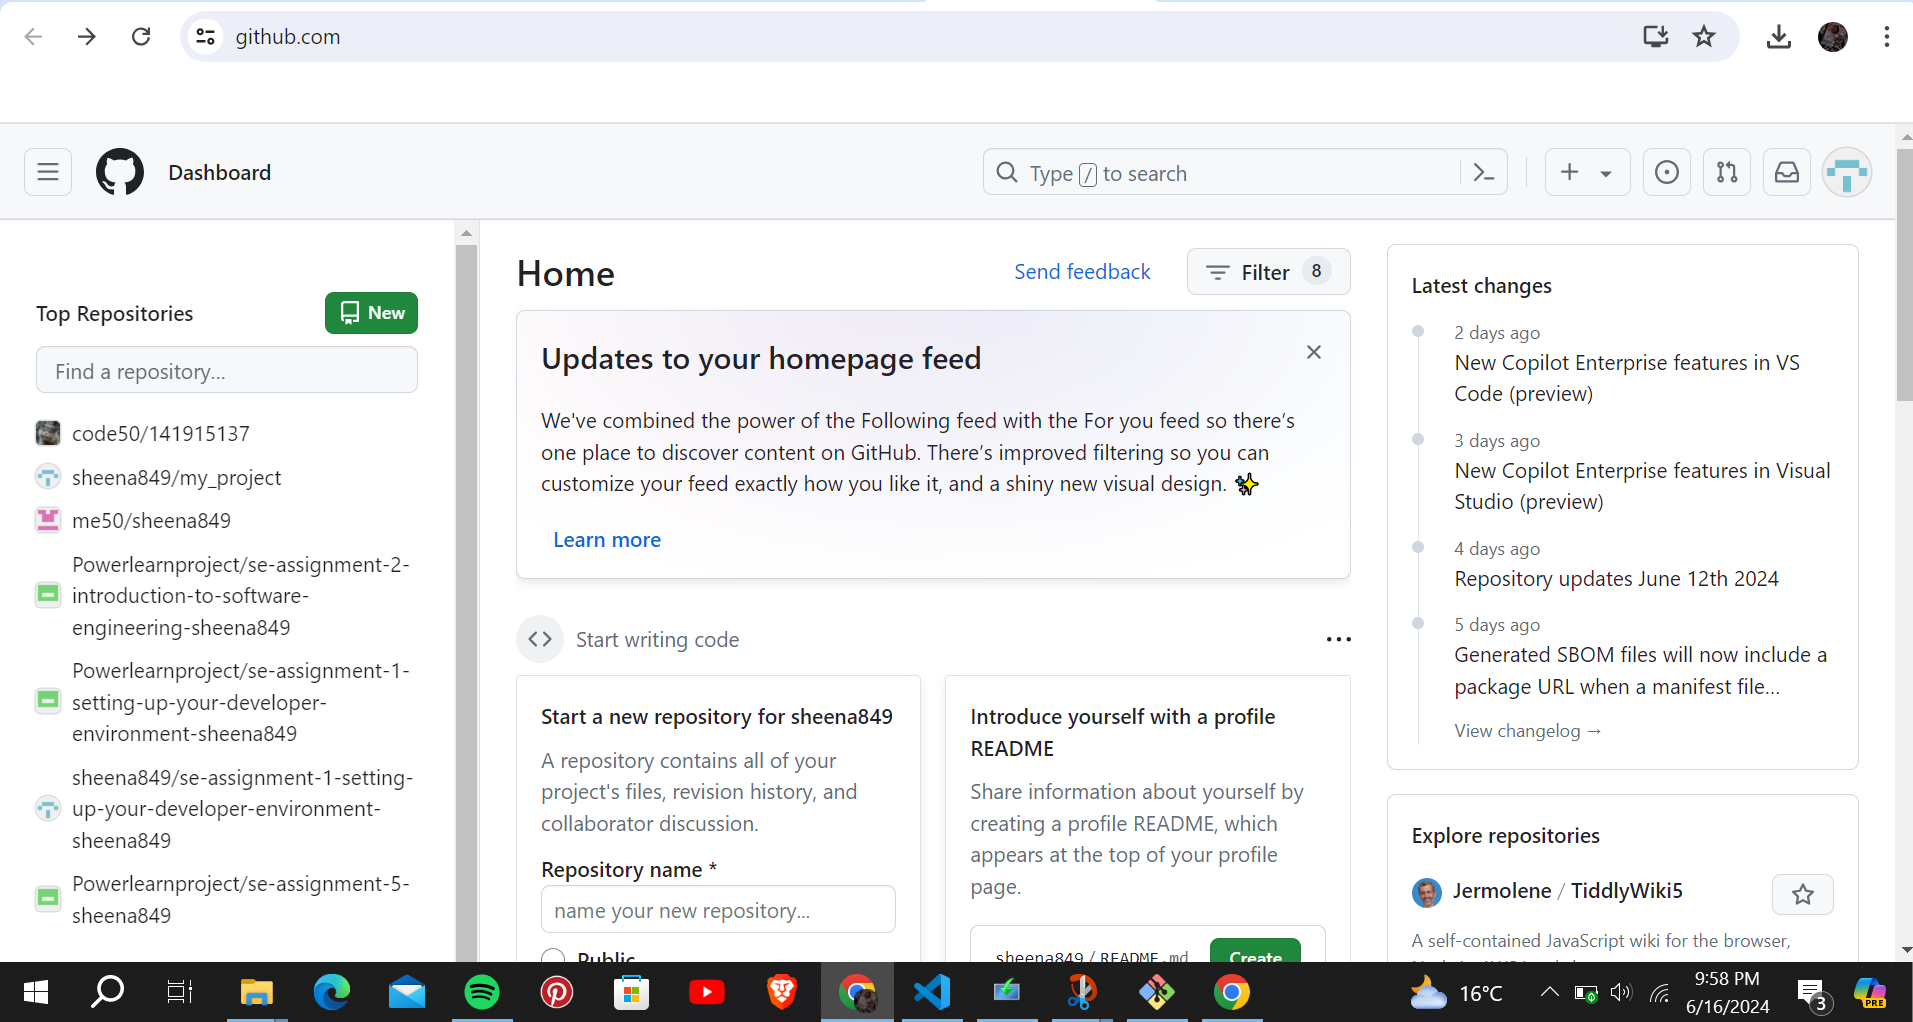 github.com
Dashboard
Type / to search
Top Repositories
New
Find a repository...
code50/141915137
sheena849/my_project
me50/sheena849
Powerlearnproject/se-assignment-2-
introduction-to-software-
engineering-sheena849
Powerlearnproject/se-assignment-1-
setting-up-your-developer-
environment-sheena849
sheena849/se-assignment-1-setting-
up-your-developer-environment-
sheena849
Powerlearnproject/se-assignment-5-
sheena849
Home
Send feedback
Filter 8
Updates to your homepage feed
We've combined the power of the Following feed with the For you feed so there’s
one place to discover content on GitHub. There’s improved filtering so you can
customize your feed exactly how you like it, and a shiny new visual design. ✨
Learn more
Start writing code
Start a new repository for sheena849
A repository contains all of your
project's files, revision history, and
collaborator discussion.
Repository name *
name your new repository...
Public
Introduce yourself with a profile
README
Share information about yourself by
creating a profile README, which
appears at the top of your profile
page.
sheena849 / README.md
Create
Latest changes
2 days ago
New Copilot Enterprise features in VS
Code (preview)
3 days ago
New Copilot Enterprise features in Visual
Studio (preview)
4 days ago
Repository updates June 12th 2024
5 days ago
Generated SBOM files will now include a
package URL when a manifest file...
View changelog →
Explore repositories
Jermolene / TiddlyWiki5
A self-contained JavaScript wiki for the browser,
16°C
9:58 PM
6/16/2024
3
PRE